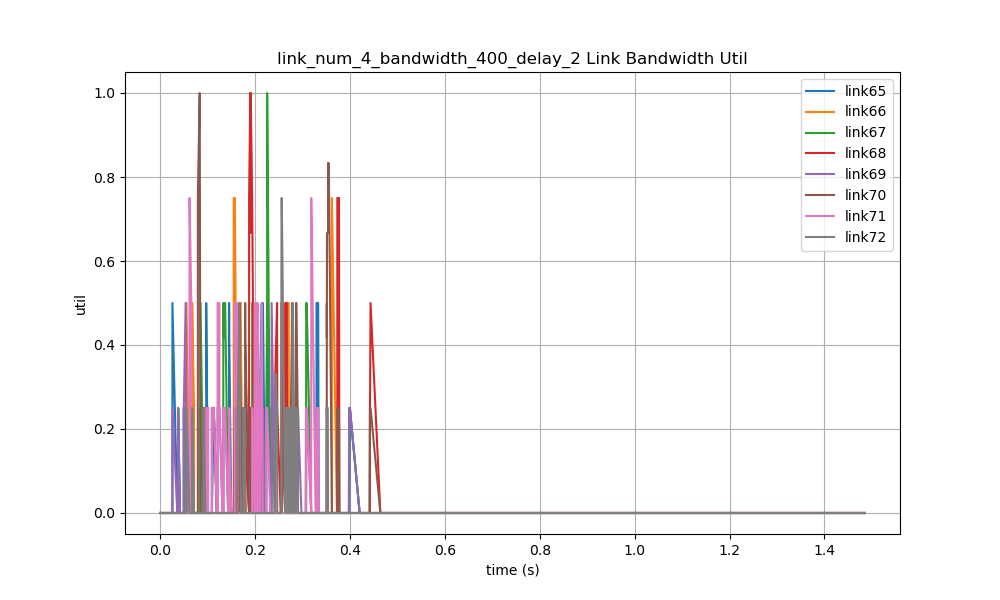 link_num_4_bandwidth_400_delay_2 Link Bandwidth Util
link65
link66
link67
link68
link69
link70
link71
link72
util
1.0
0.8
0.6
0.4
0.2
0.0
0.0 0.2 0.4 0.6 0.8 1.0 1.2 1.4
time (s)